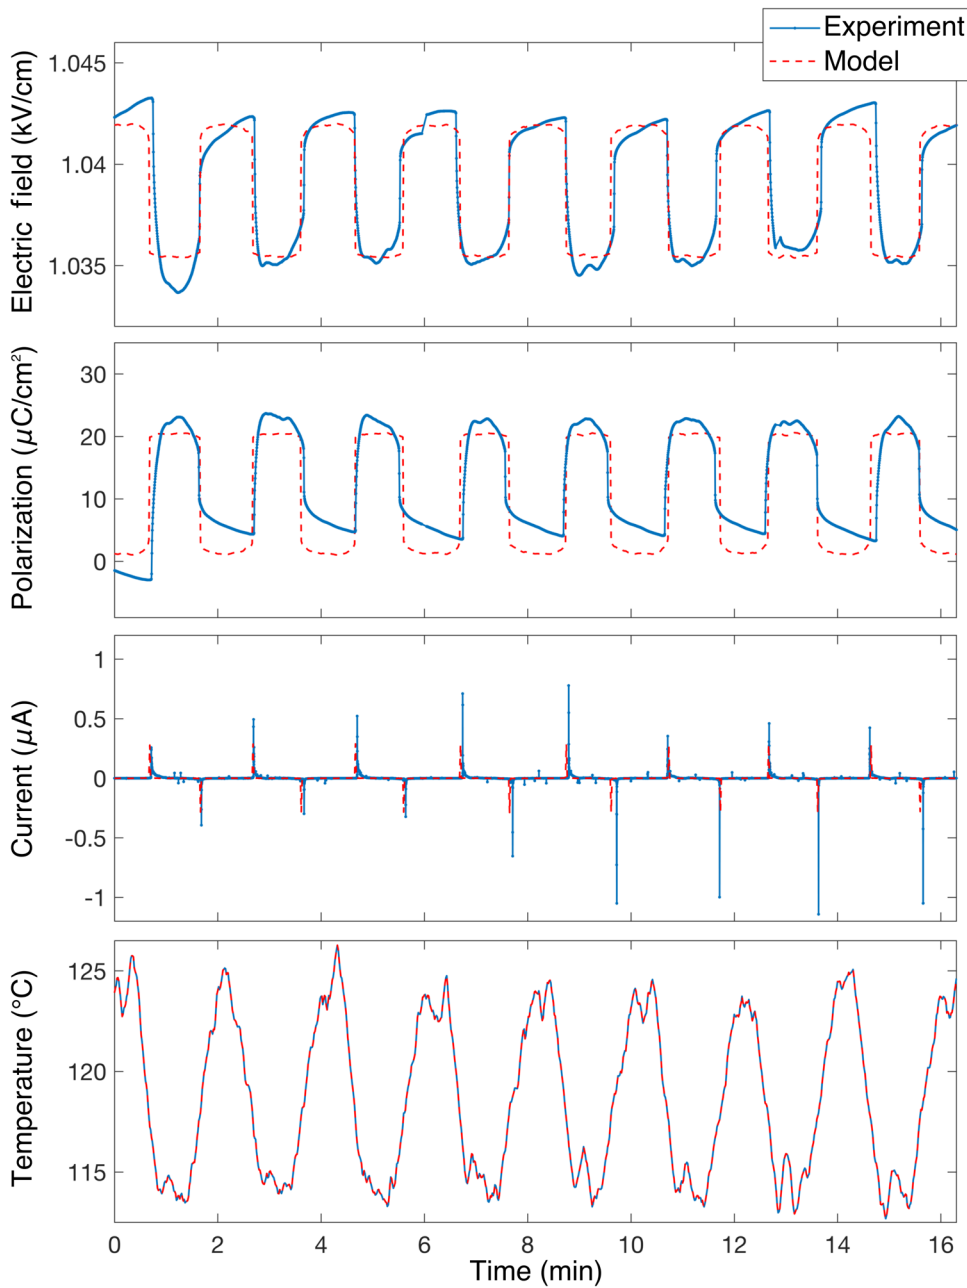 Experiment
Model
Electric field (kV/cm)
1.045
1.04
1.035
Polarization (μC/cm²)
30
20
10
0
Current (μA)
1
0.5
0
-0.5
-1
Temperature (°C)
125
120
115
0 2 4 6 8 10 12 14 16
Time (min)